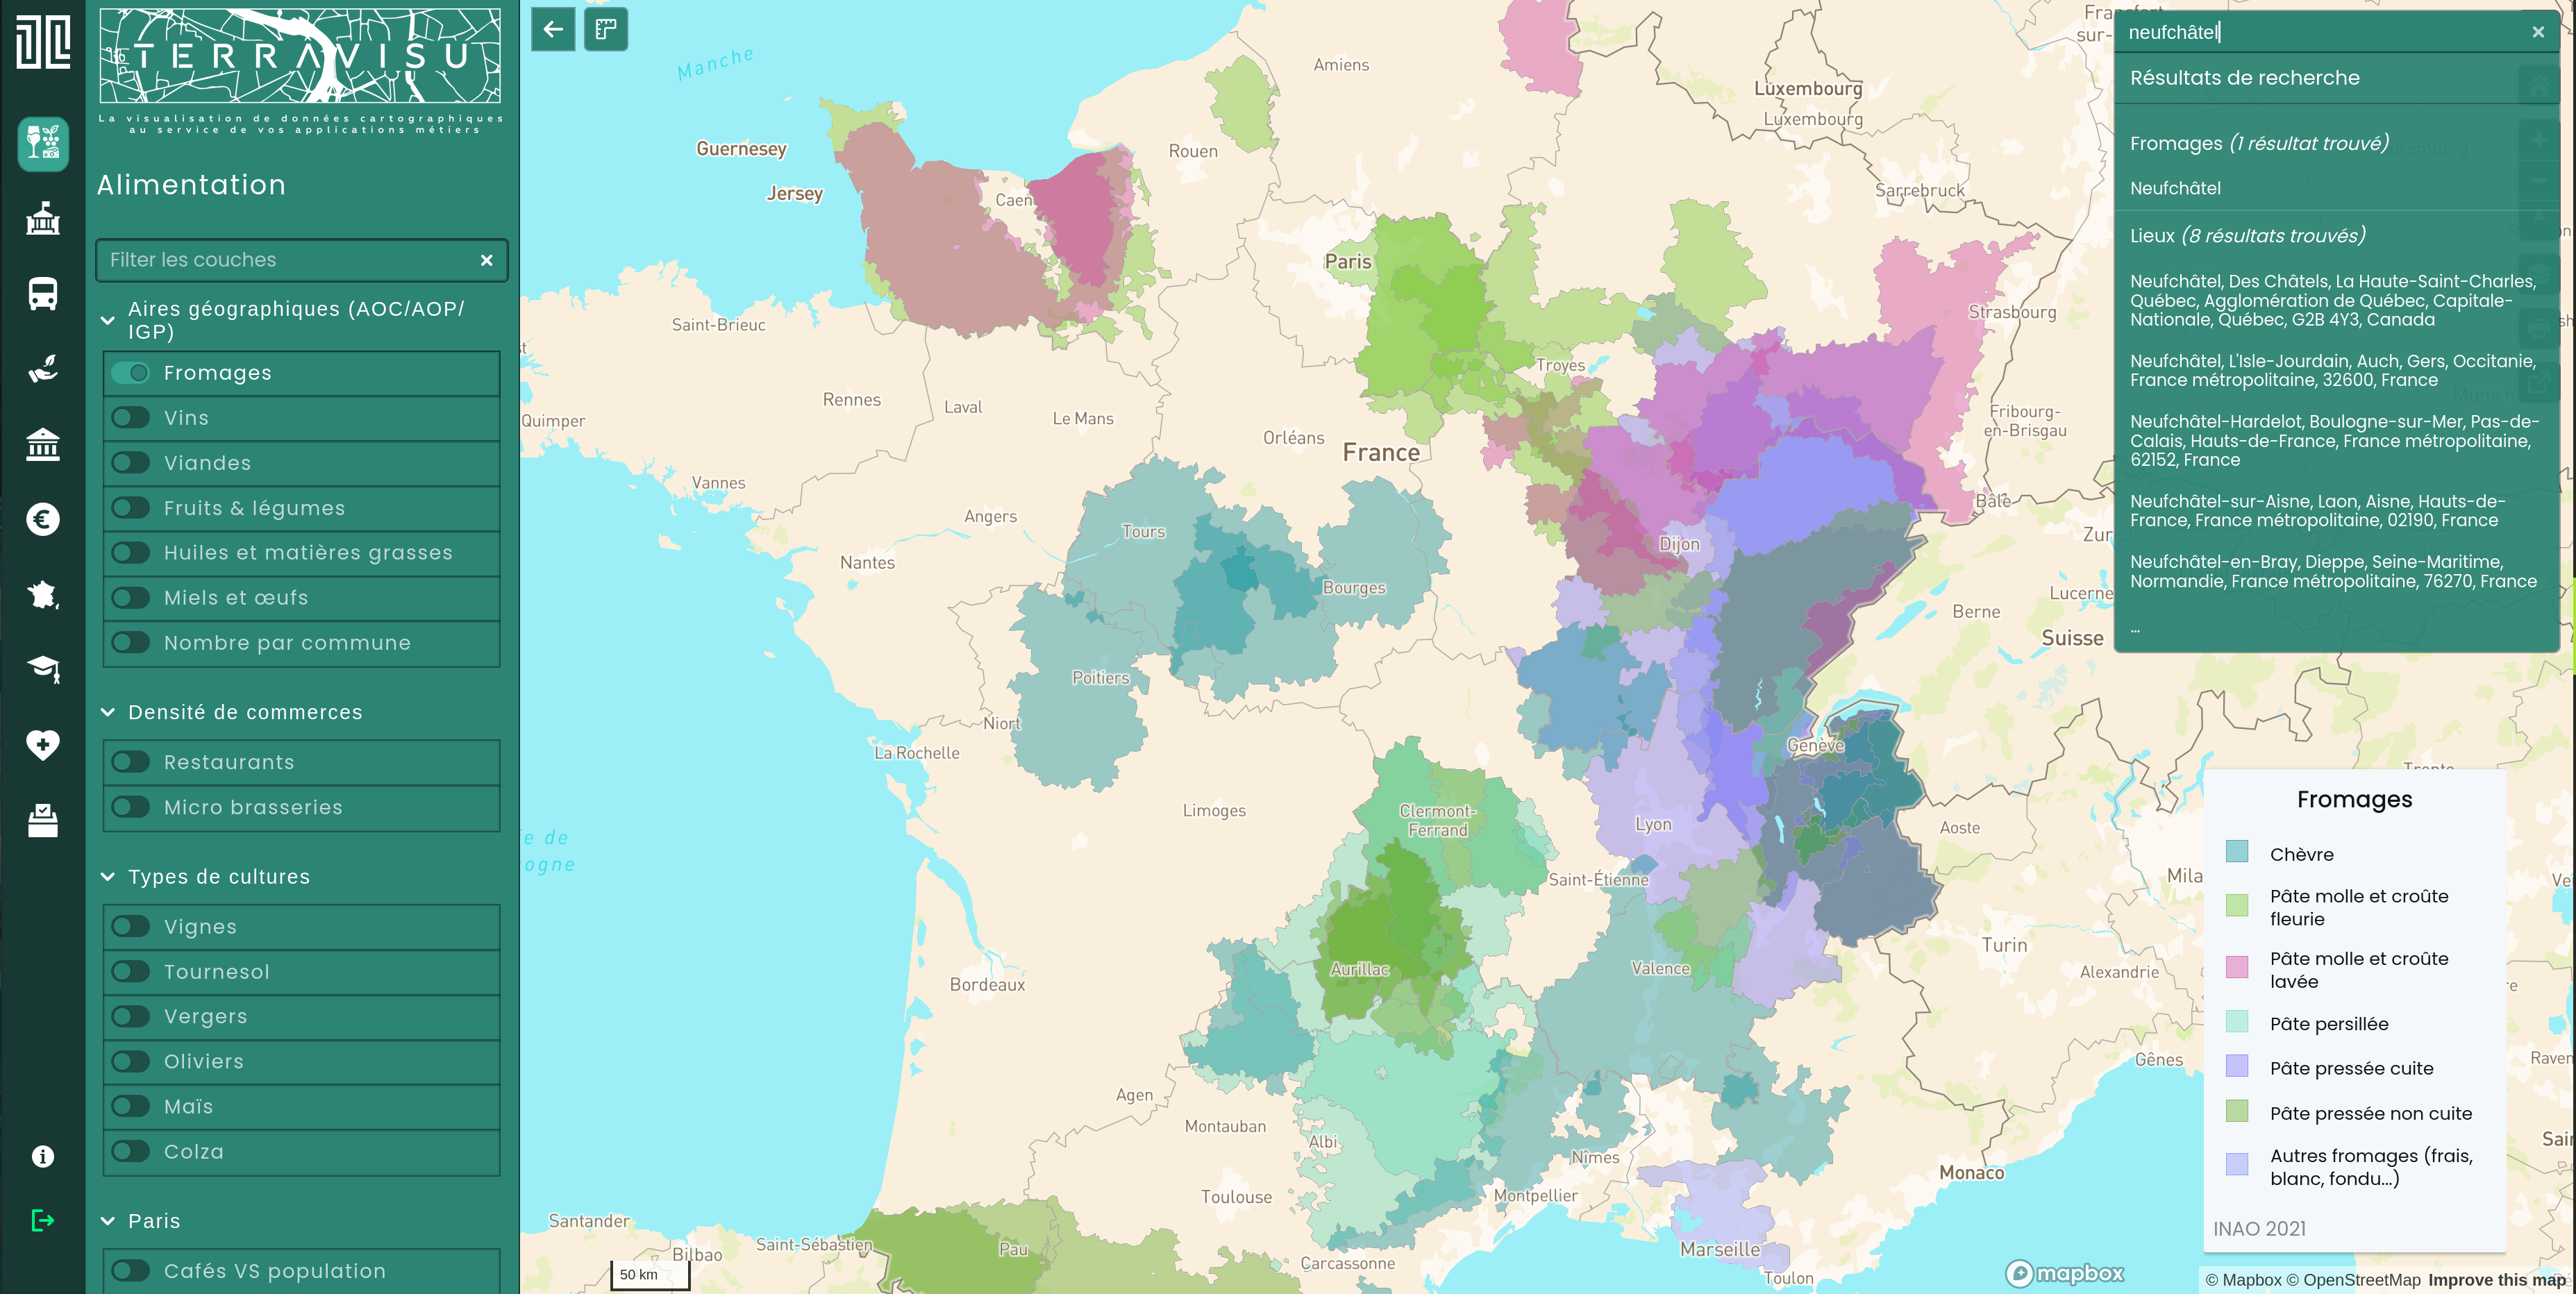 TERRAVISU
La visualisation de données cartographiques
au service de vos applications métiers
Alimentation
Filter les couches
Aires géographiques (AOC/AOP/
IGP)
Fromages
Vins
Viandes
Fruits & légumes
Huiles et matières grasses
Miels et œufs
Nombre par commune
Densité de commerces
Restaurants
Micro brasseries
Types de cultures
Vignes
Tournesol
Vergers
Oliviers
Maïs
Colza
Paris
Cafés VS population
Manche
Amiens
Luxembourg
Luxembourg
Guernesey
Rouen
Jersey
Caen
Sarrebruck
Paris
Strasbourg
Saint-Brieuc
Troyes
Rennes
Laval
Le Mans
Quimper
Fribourg-
en-Brisgau
Orléans
France
Vannes
Bâle
Angers
Tours
Dijon
Nantes
Bourges
Lucerne
Berne
Suisse
Poitiers
Niort
La Rochelle
Genève
Limoges
Clermont-
Ferrand
Lyon
Aoste
Saint-Étienne
Turin
Aurillac
Valence
Alexandrie
Bordeaux
Gênes
Agen
Montauban
Albi
Nîmes
Monaco
Toulouse
Montpellier
Santander
Saint-Sébastien
Bilbao
Pau
Marseille
Carcassonne
Toulon
50 km
neufchâtel
Résultats de recherche
Fromages (1 résultat trouvé)
Neufchâtel
Lieux (8 résultats trouvés)
Neufchâtel, Des Châtels, La Haute-Saint-Charles,
Québec, Agglomération de Québec, Capitale-
Nationale, Québec, G2B 4Y3, Canada
Neufchâtel, L'Isle-Jourdain, Auch, Gers, Occitanie,
France métropolitaine, 32600, France
Neufchâtel-Hardelot, Boulogne-sur-Mer, Pas-de-
Calais, Hauts-de-France, France métropolitaine,
62152, France
Neufchâtel-sur-Aisne, Laon, Aisne, Hauts-de-
France, France métropolitaine, 02190, France
Neufchâtel-en-Bray, Dieppe, Seine-Maritime,
Normandie, France métropolitaine, 76270, France
...
Fromages
Chèvre
Pâte molle et croûte
fleurie
Pâte molle et croûte
lavée
Pâte persillée
Pâte pressée cuite
Pâte pressée non cuite
Autres fromages (frais,
blanc, fondu...)
INAO 2021
mapbox
© Mapbox © OpenStreetMap Improve this map